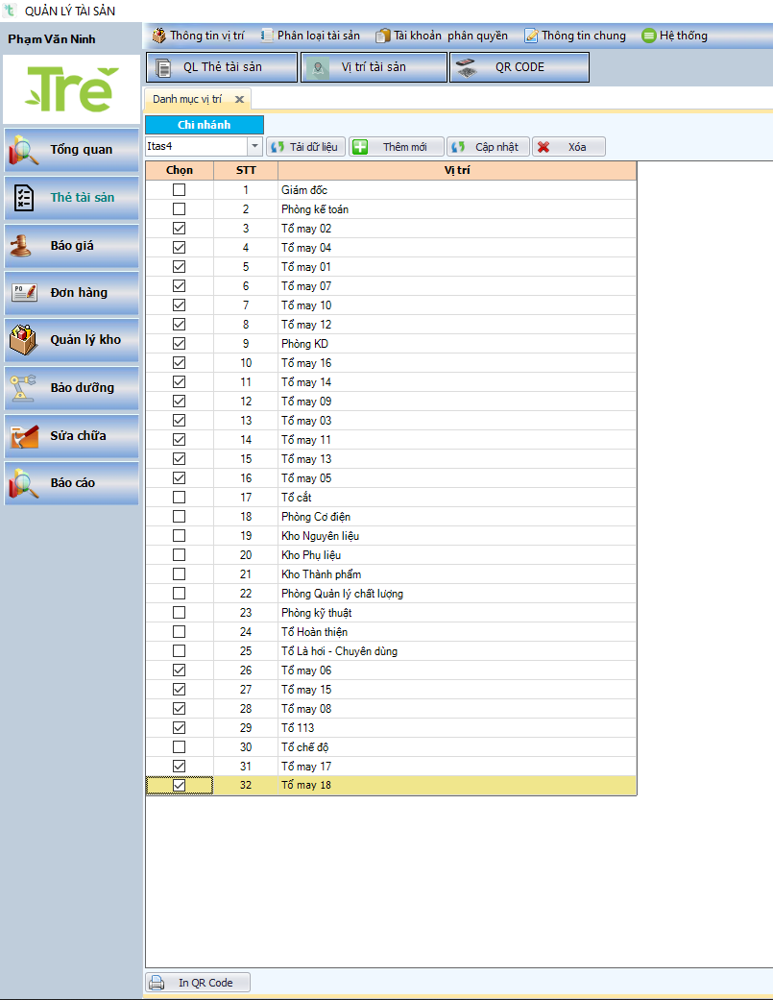 QUẢN LÝ TÀI SẢN
Phạm Văn Ninh
Thông tin vị trí Phân loại tài sản Tài khoản phân quyền Thông tin chung Hệ thống
Trẻ
QL Thẻ tài sản Vị trí tài sản QR CODE
Danh mục vị trí
Chi nhánh
Itas4 Tải dữ liệu Thêm mới Cập nhật Xóa
Tổng quan
Thẻ tài sản
Báo giá
Đơn hàng
Quản lý kho
Bảo dưỡng
Sửa chữa
Báo cáo
Chọn STT Vị trí
1 Giám đốc
2 Phòng kế toán
3 Tổ may 02
4 Tổ may 04
5 Tổ may 01
6 Tổ may 07
7 Tổ may 10
8 Tổ may 12
9 Phòng KD
10 Tổ may 16
11 Tổ may 14
12 Tổ may 09
13 Tổ may 03
14 Tổ may 11
15 Tổ may 13
16 Tổ may 05
17 Tổ cắt
18 Phòng Cơ điện
19 Kho Nguyên liệu
20 Kho Phụ liệu
21 Kho Thành phẩm
22 Phòng Quản lý chất lượng
23 Phòng kỹ thuật
24 Tổ Hoàn thiện
25 Tổ Là hơi - Chuyên dùng
26 Tổ may 06
27 Tổ may 15
28 Tổ may 08
29 Tổ 113
30 Tổ chế độ
31 Tổ may 17
32 Tổ may 18
In QR Code